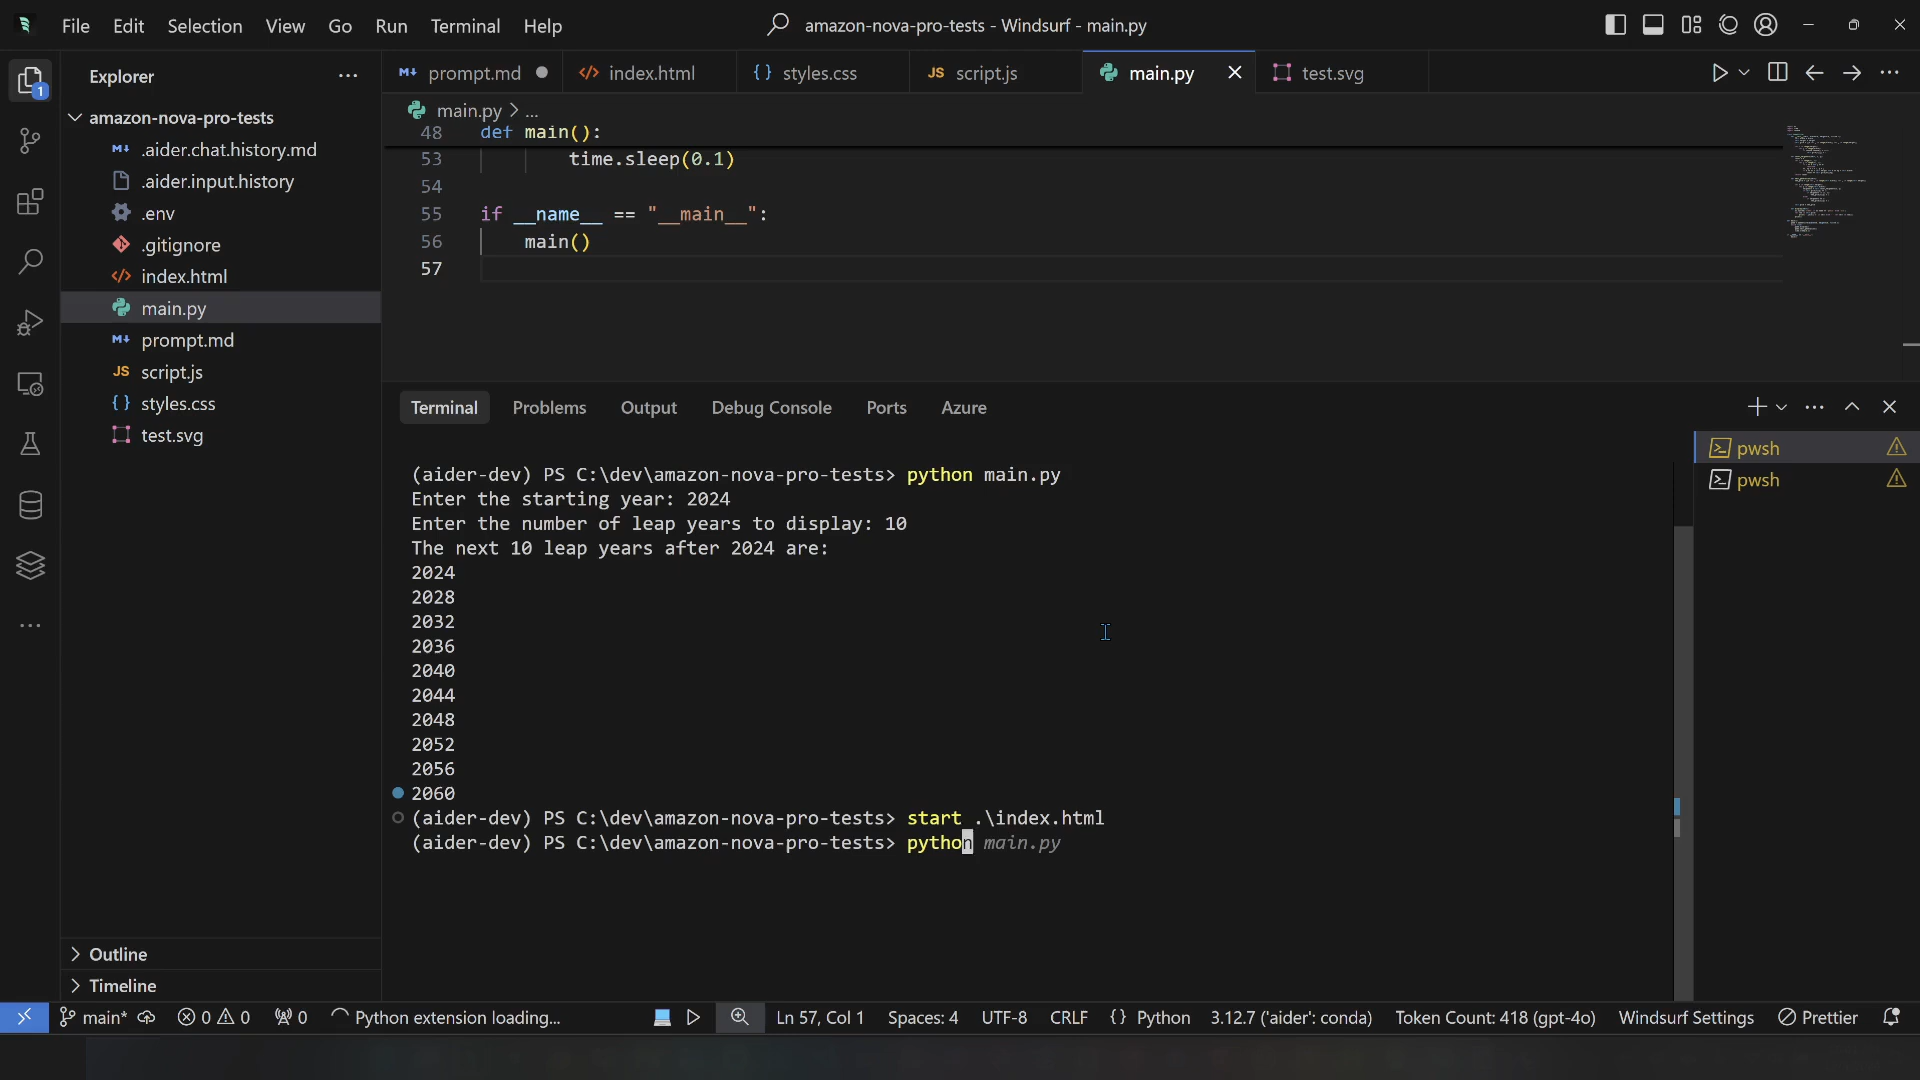 File Edit Selection View Go Run Terminal Help
amazon-nova-pro-tests - Windsurf - main.py
Explorer
prompt.md
index.html
styles.css
JS script.js
main.py
test.svg
main.py > ...
amazon-nova-pro-tests
.aider.chat.history.md
.aider.input.history
.env
.gitignore
index.html
main.py
prompt.md
JS script.js
styles.css
test.svg
48 def main():
53 time.sleep(0.1)
54
55 if __name__ == "__main__":
56 main()
57
Terminal Problems Output Debug Console Ports Azure
pwsh
pwsh
(aider-dev) PS C:\dev\amazon-nova-pro-tests> python main.py
Enter the starting year: 2024
Enter the number of leap years to display: 10
The next 10 leap years after 2024 are:
2024
2028
2032
2036
2040
2044
2048
2052
2056
2060
(aider-dev) PS C:\dev\amazon-nova-pro-tests> start .\index.html
(aider-dev) PS C:\dev\amazon-nova-pro-tests> python main.py
Outline
Timeline
main* 0 0 0 Python extension loading... Ln 57, Col 1 Spaces: 4 UTF-8 CRLF {} Python 3.12.7 ('aider': conda) Token Count: 418 (gpt-4o) Windsurf Settings Prettier